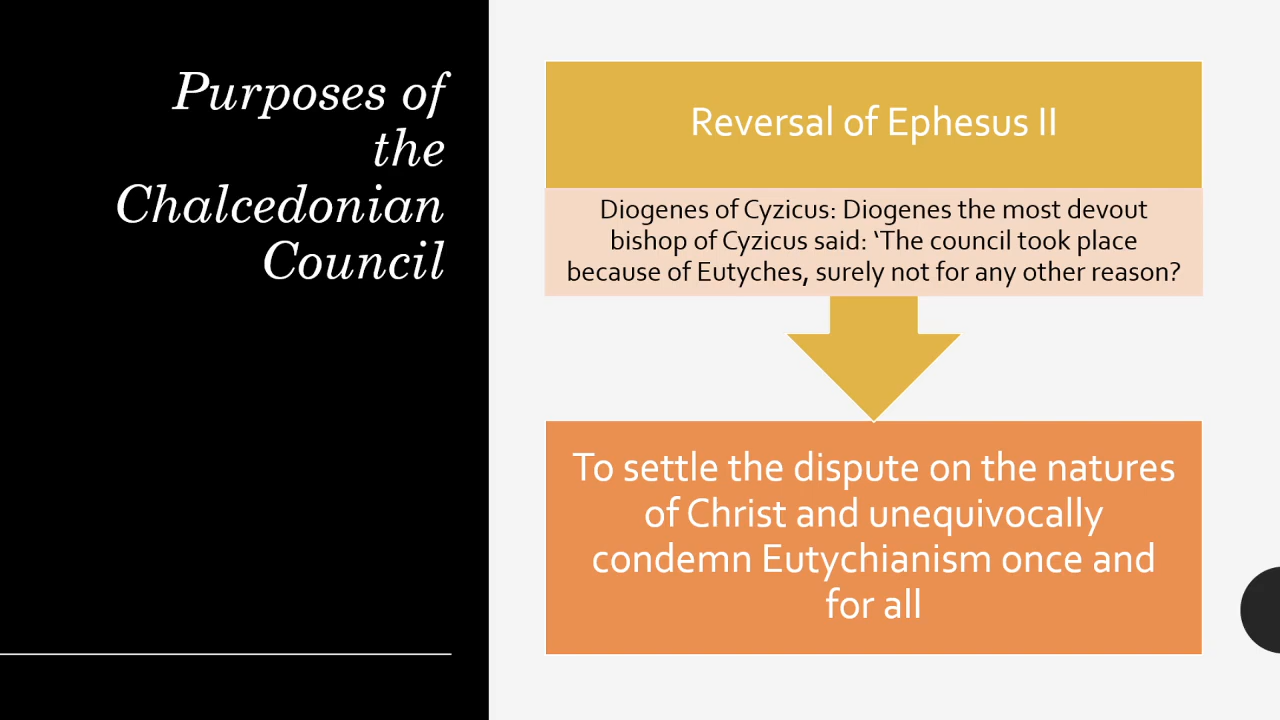 Purposes of
the
Chalcedonian
Council
Reversal of Ephesus II
Diogenes of Cyzicus: Diogenes the most devout
bishop of Cyzicus said: ‘The council took place
because of Eutyches, surely not for any other reason?
To settle the dispute on the natures
of Christ and unequivocally
condemn Eutychianism once and
for all